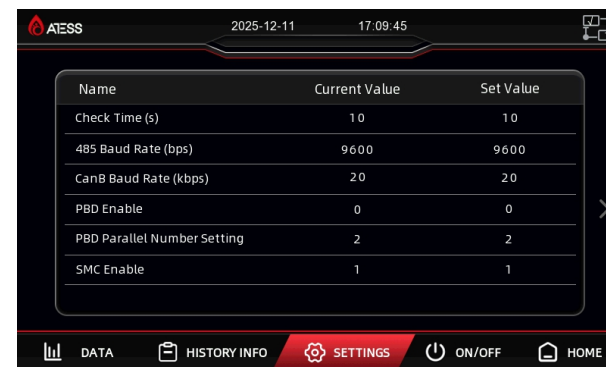 ATESS 2025-12-11 17:09:45
Name Current Value Set Value
Check Time (s) 10 10
485 Baud Rate (bps) 9600 9600
CanB Baud Rate (kbps) 20 20
PBD Enable 0 0
PBD Parallel Number Setting 2 2
SMC Enable 1 1
DATA HISTORY INFO SETTINGS ON/OFF HOME